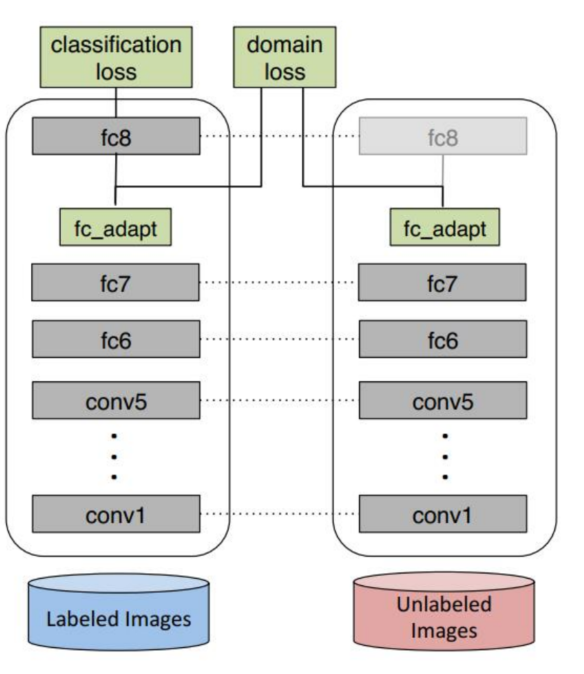 classification
loss
domain
loss
fc8
fc8
fc_adapt
fc_adapt
fc7
fc7
fc6
fc6
conv5
conv5
conv1
conv1
Labeled Images
Unlabeled
Images